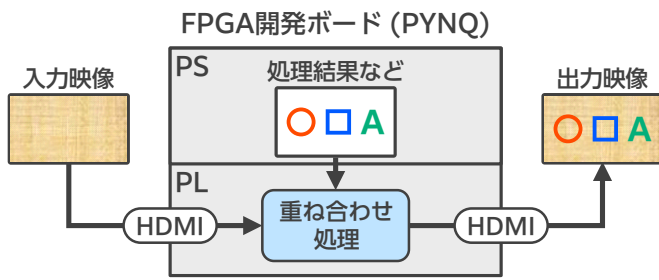 FPGA開発ボード (PYNQ)
入力映像
PS
処理結果など
A
出力映像
A
PL
HDMI
重ね合わせ
処理
HDMI